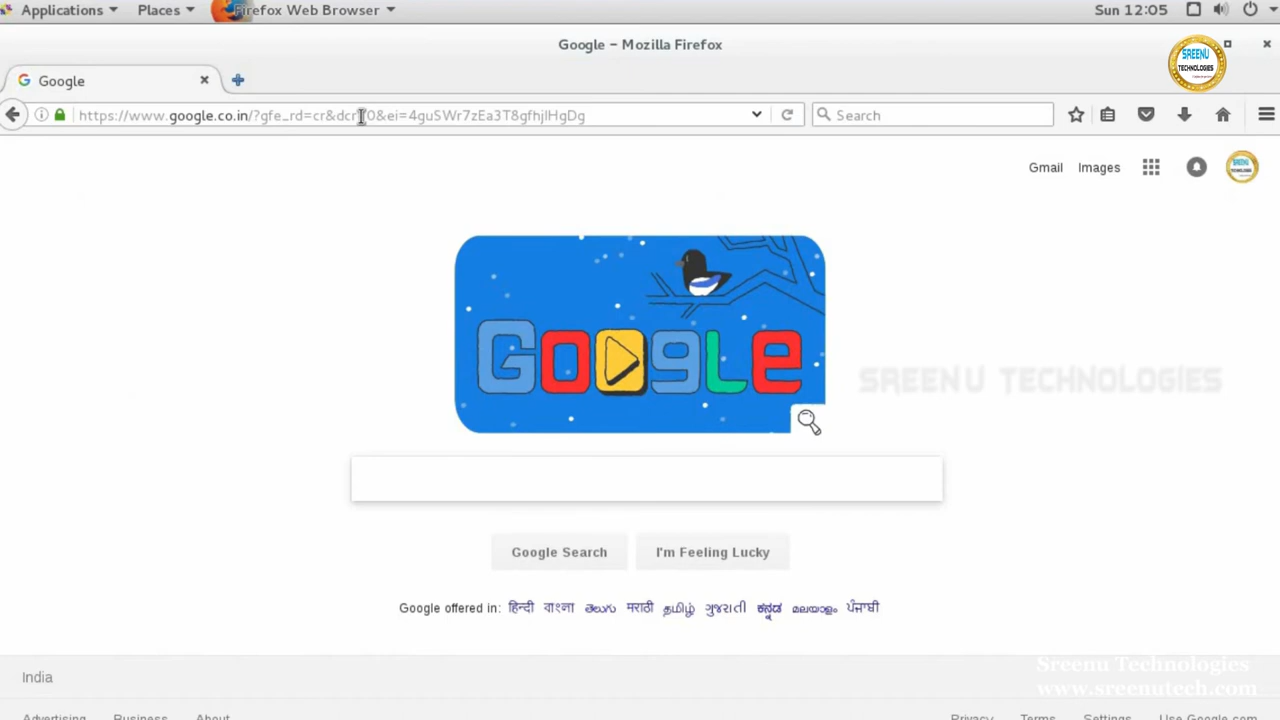 Applications Places Firefox Web Browser Sun 12:05
Google - Mozilla Firefox
SREENU
TECHNOLOGIES
Google
https://www.google.co.in/?gfe_rd=cr&dcr=0&ei=4guSWr7zEa3T8gfhjIHgDg Search
Gmail Images
Google
SREENU TECHNOLOGIES
Google Search I'm Feeling Lucky
Google offered in: हिन्दी বাংলা తెలుగు मराठी தமிழ் ગુજરાતી ಕನ್ನಡ മലയാളം ਪੰਜਾਬੀ
India
Sreenu Technologies
www.sreenutech.com
Advertising Business About Privacy Terms Settings Use Google.com